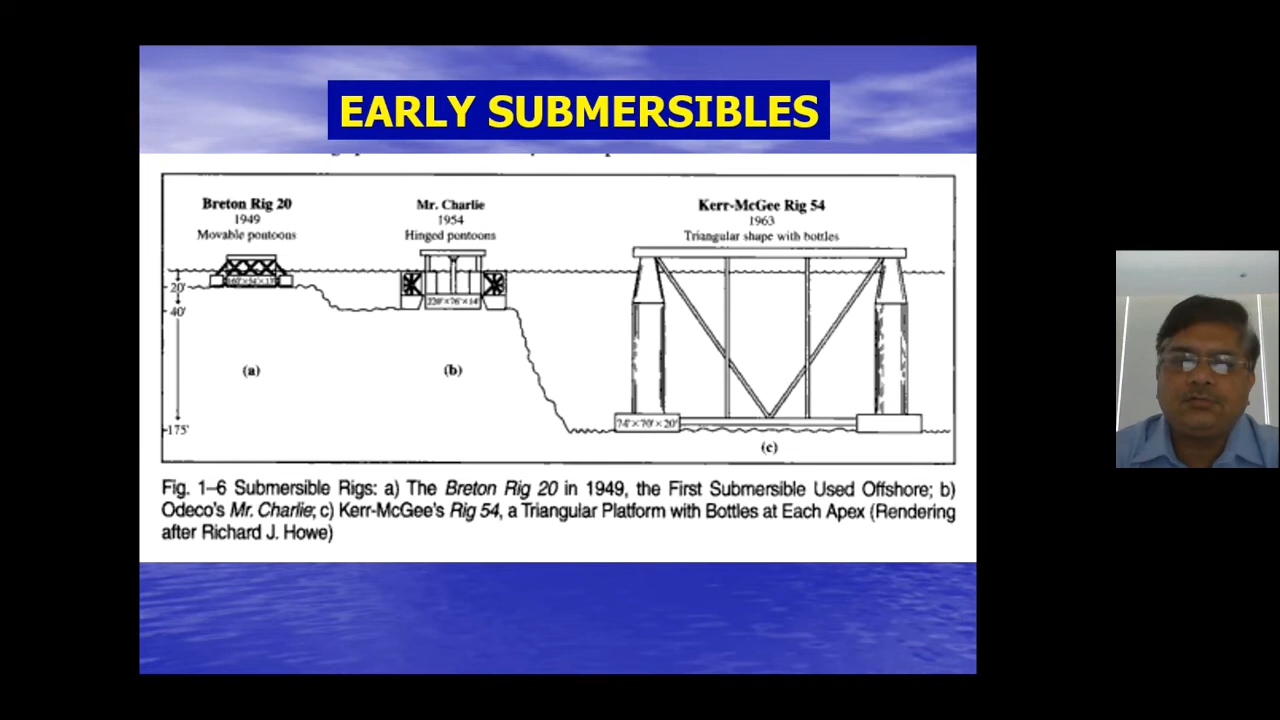 EARLY SUBMERSIBLES
Breton Rig 20
1949
Movable pontoons
Mr. Charlie
1954
Hinged pontoons
Kerr-McGee Rig 54
1963
Triangular shape with bottles
20'
40'
175'
220'×76'×14'
74'×70'×20'
(a)
(b)
(c)
Fig. 1–6 Submersible Rigs: a) The Breton Rig 20 in 1949, the First Submersible Used Offshore; b)
Odeco's Mr. Charlie; c) Kerr-McGee's Rig 54, a Triangular Platform with Bottles at Each Apex (Rendering
after Richard J. Howe)